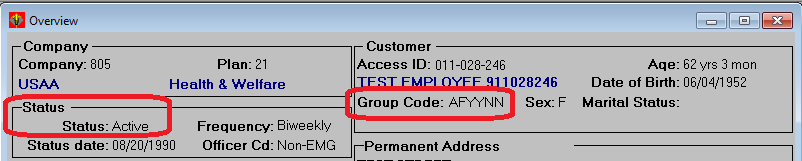 Overview
Company
Company: 805 Plan: 21
USAA Health & Welfare
Status
Status: Active Frequency: Biweekly
Status date: 08/20/1990 Officer Cd: Non-EMG
Customer
Access ID: 011-028-246 Age: 62 yrs 3 mon
TEST EMPLOYEE 911028246 Date of Birth: 06/04/1952
Group Code: AFYYNN Sex: F Marital Status:
Permanent Address